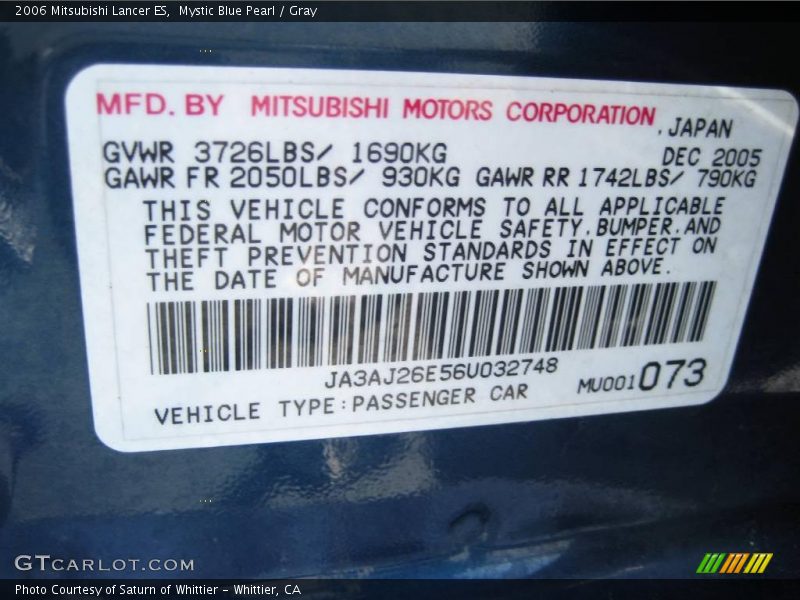 2006 Mitsubishi Lancer ES,  Mystic Blue Pearl / Gray
MFD. BY MITSUBISHI MOTORS CORPORATION
,JAPAN
GVWR 3726LBS/ 1690KG DEC 2005
GAWR FR 2050LBS/ 930KG GAWR RR 1742LBS/ 790KG
THIS VEHICLE CONFORMS TO ALL APPLICABLE
FEDERAL MOTOR VEHICLE SAFETY,BUMPER,AND
THEFT PREVENTION STANDARDS IN EFFECT ON
THE DATE OF MANUFACTURE SHOWN ABOVE.
JA3AJ26E56U032748
MU001073
VEHICLE TYPE:PASSENGER CAR
GTCARLOT.COM
Photo Courtesy of Saturn of Whittier - Whittier, CA